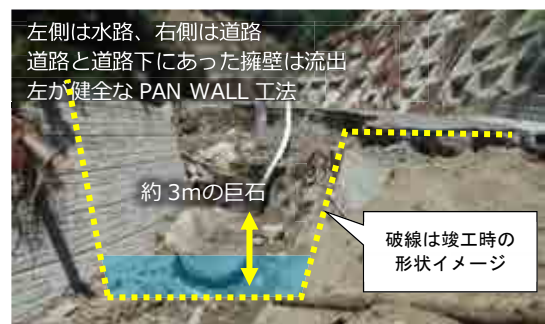 左側は水路、右側は道路
道路と道路下にあった擁壁は流出
左が健全な PAN WALL 工法
約 3mの巨石
破線は竣工時の
形状イメージ